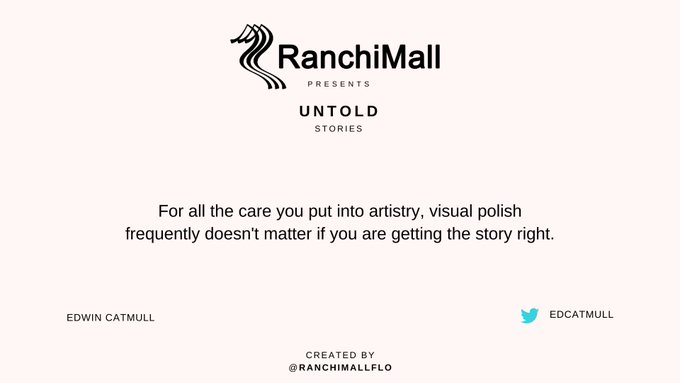 RanchiMall
PRESENTS
UNTOLD
STORIES
For all the care you put into artistry, visual polish
frequently doesn't matter if you are getting the story right.
EDWIN CATMULL
EDCATMULL
CREATED BY
@RANCHIMALLFLO